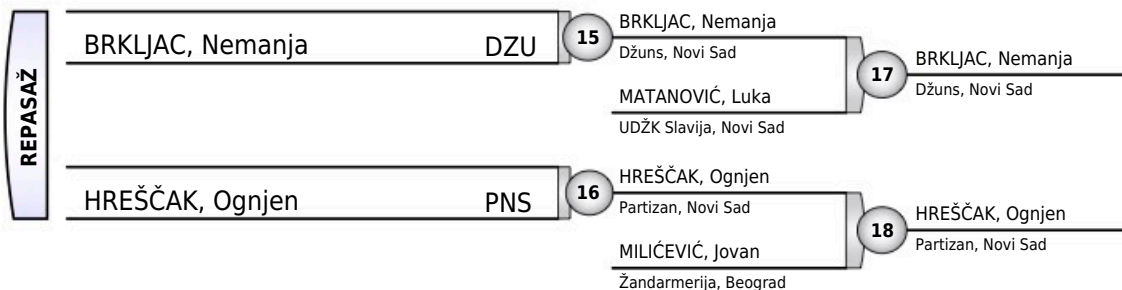 REPASAŽ
BRKLJAC, Nemanja DZU
15
BRKLJAC, Nemanja
Džuns, Novi Sad
MATANOVIĆ, Luka
UDŽK Slavija, Novi Sad
17
BRKLJAC, Nemanja
Džuns, Novi Sad
HREŠČAK, Ognjen PNS
16
HREŠČAK, Ognjen
Partizan, Novi Sad
MILIĆEVIĆ, Jovan
Žandarmerija, Beograd
18
HREŠČAK, Ognjen
Partizan, Novi Sad